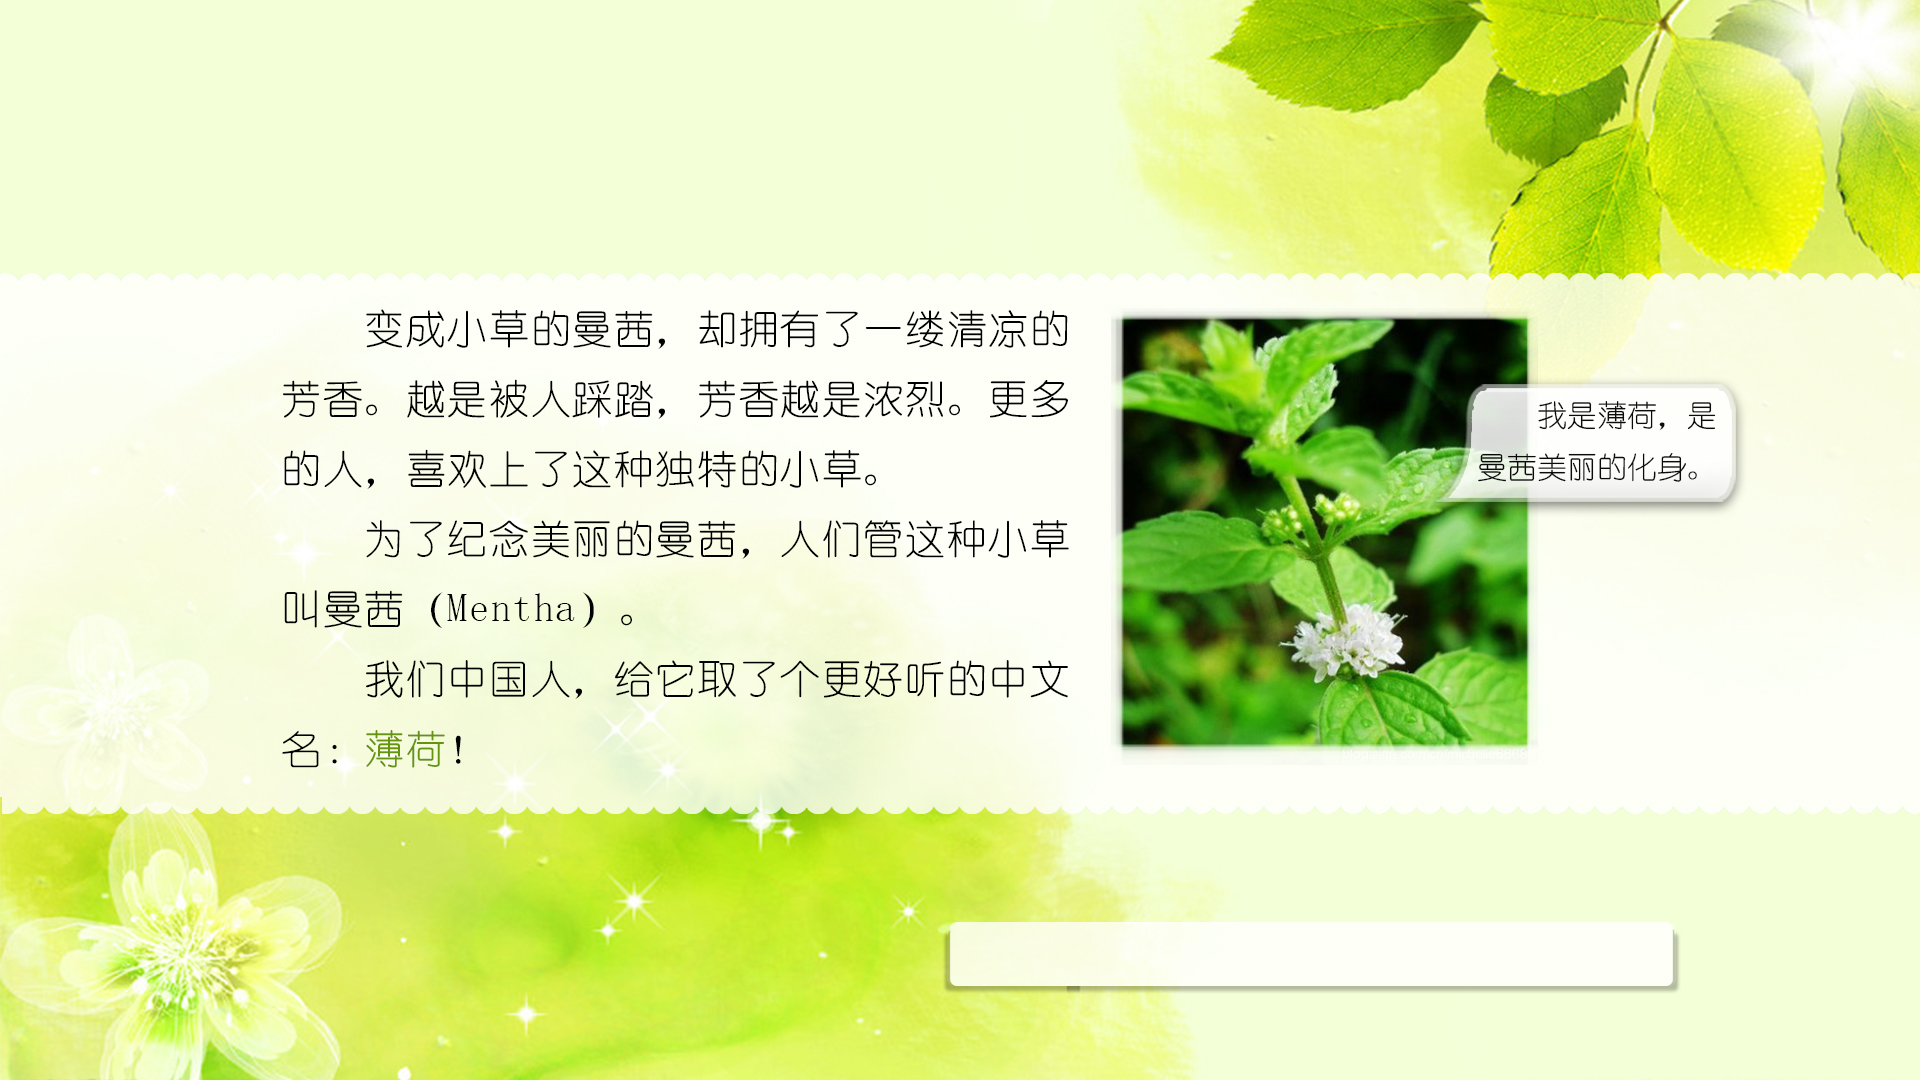 变成小草的曼茜，却拥有了一缕清凉的
芳香。越是被人踩踏，芳香越是浓烈。更多
的人，喜欢上了这种独特的小草。
为了纪念美丽的曼茜，人们管这种小草
叫曼茜（Mentha）。
我们中国人，给它取了个更好听的中文
名：薄荷！
我是薄荷，是
曼茜美丽的化身。